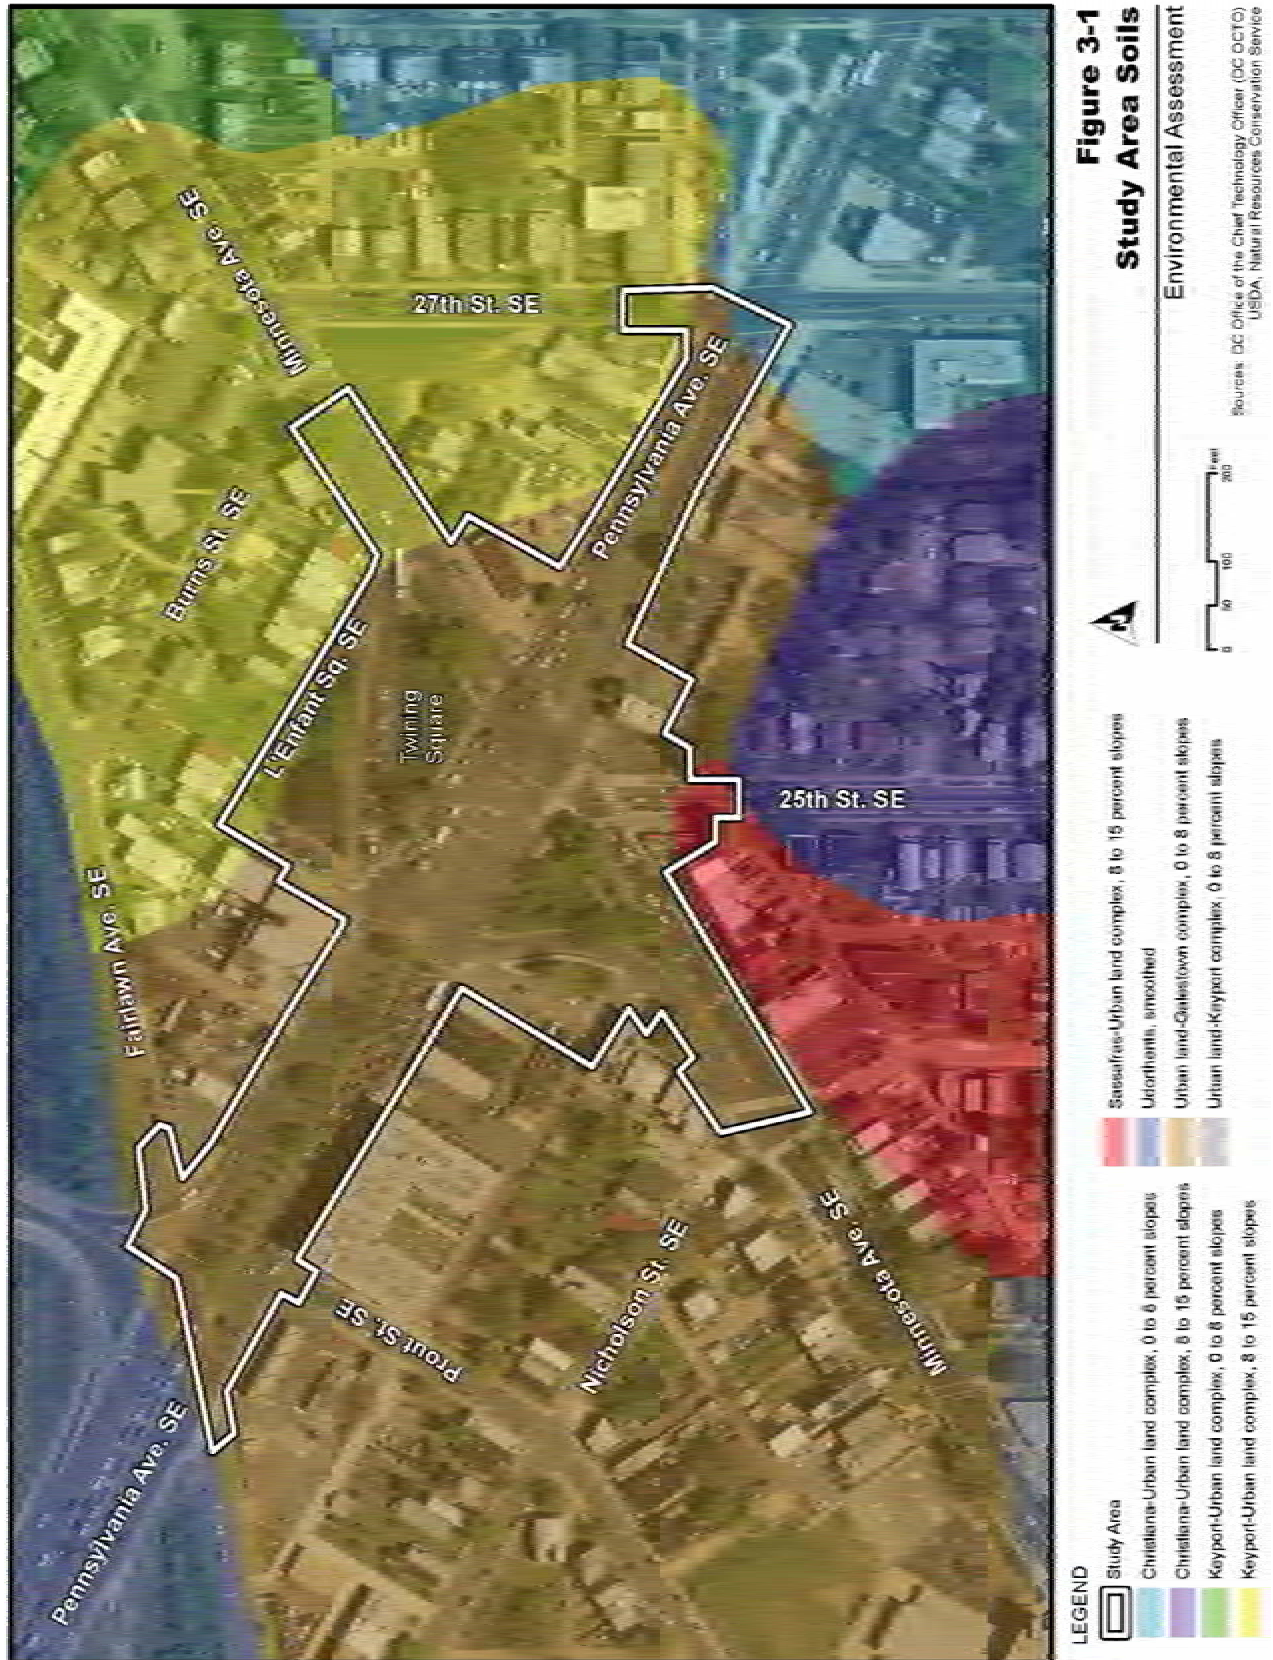 Pennsylvania Ave. SE
Fairlawn Ave. SE
L'Enfant Sq. SE
Burns St. SE
Minnesota Ave. SE
27th St. SE
Twining
Square
Prout St. SE
Nicholson St. SE
Pennsylvania Ave. SE
25th St. SE
Minnesota Ave. SE
LEGEND
Study Area
Christiana-Urban land complex, 0 to 8 percent slopes
Christiana-Urban land complex, 8 to 15 percent slopes
Keyport-Urban land complex, 0 to 8 percent slopes
Keyport-Urban land complex, 8 to 15 percent slopes
Sassafras-Urban land complex, 8 to 15 percent slopes
Udorthents, smoothed
Urban land-Galestown complex, 0 to 8 percent slopes
Urban land-Keyport complex, 0 to 8 percent slopes
N
0 50 100 200
Feet
Figure 3-1
Study Area Soils
Environmental Assessment
Sources: DC Office of the Chief Technology Officer (DC OCTO)
USDA, Natural Resources Conservation Service